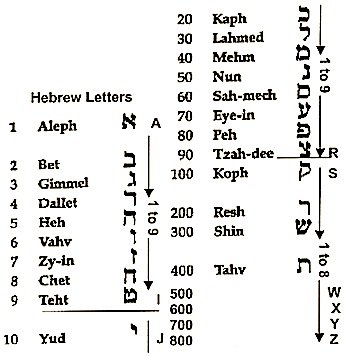 Hebrew Letters
1 Aleph א A
2 Bet
3 Gimmel
4 Dallet
5 Heh
6 Vahv
7 Zy-in
8 Chet
9 Teht I
1 to 9
10 Yud י J
20 Kaph
30 Lahmed
40 Mehm
50 Nun
60 Sah-mech
70 Eye-in
80 Peh
90 Tzah-dee R
1 to 9
100 Koph S
200 Resh ר
300 Shin ש
400 Tahv ת
1 to 8
500 W
600 X
700 Y
800 Z